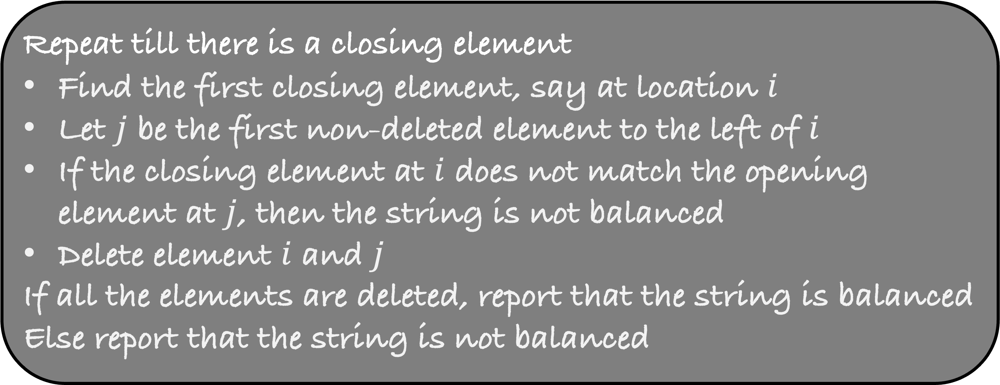 Repeat till there is a closing element
• Find the first closing element, say at location i
• Let j be the first non-deleted element to the left of i
• If the closing element at i does not match the opening
element at j, then the string is not balanced
• Delete element i and j
If all the elements are deleted, report that the string is balanced
Else report that the string is not balanced